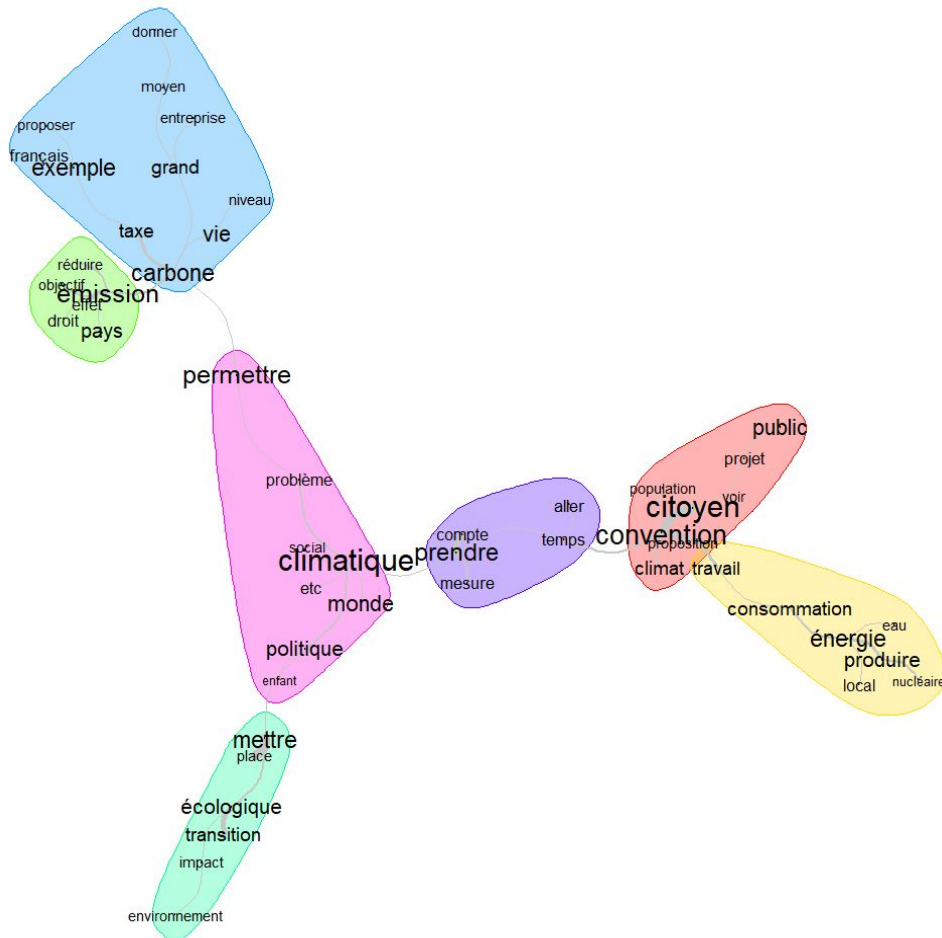 donner
moyen
entreprise
proposer
français
exemple
grand
niveau
taxe
vie
carbone
réduire
objectif
émission
effet
droit
pays
permettre
problème
social
climatique
etc
monde
politique
enfant
mettre
place
écologique
transition
impact
environnement
compte
prendre
mesure
aller
temps
public
projet
population
voir
citoyen
convention
proposition
climat
travail
consommation
eau
énergie
produire
local
nucléaire